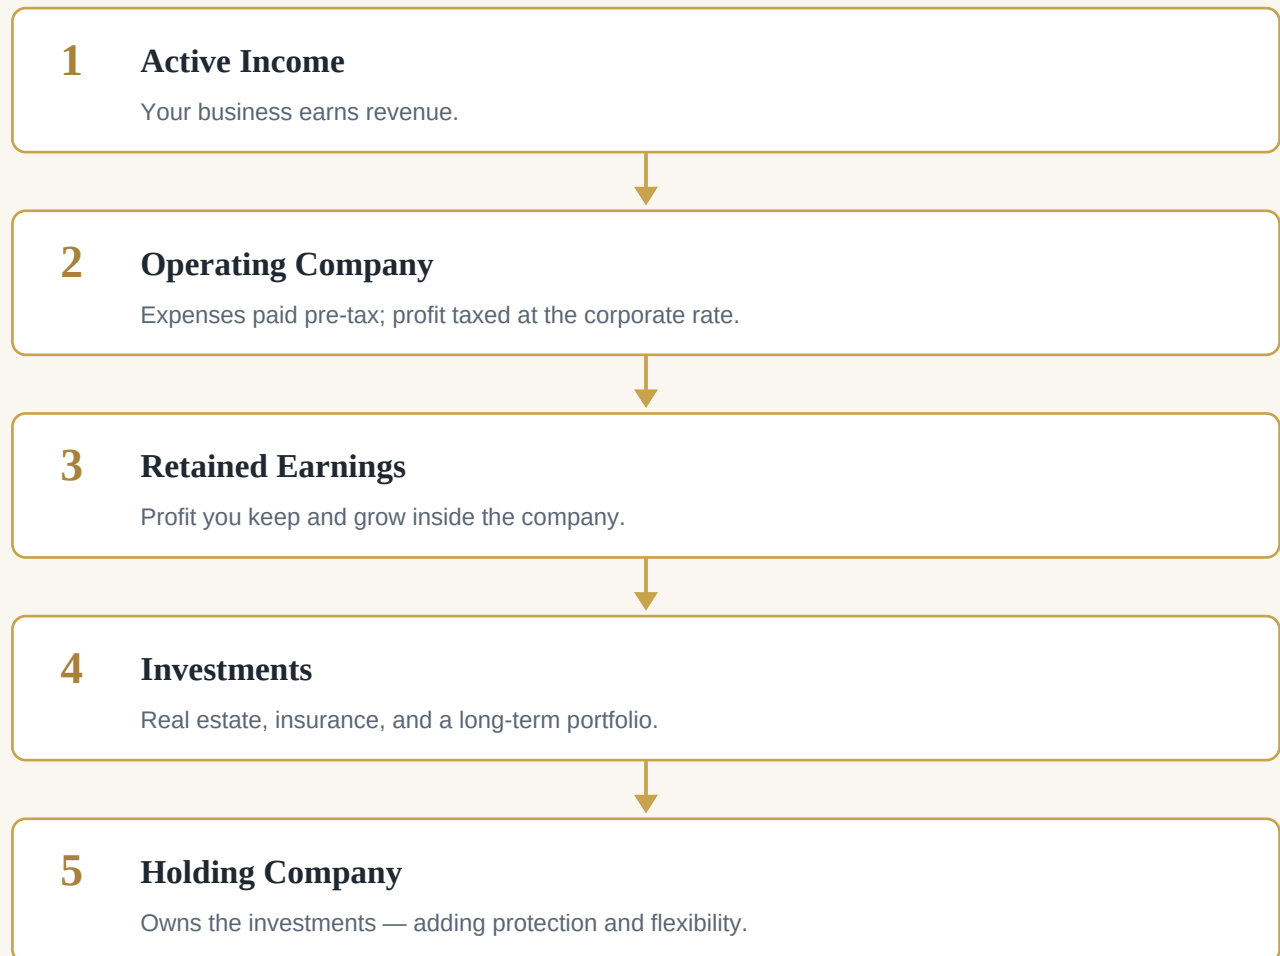 1
Active Income
Your business earns revenue.
2
Operating Company
Expenses paid pre-tax; profit taxed at the corporate rate.
3
Retained Earnings
Profit you keep and grow inside the company.
4
Investments
Real estate, insurance, and a long-term portfolio.
5
Holding Company
Owns the investments — adding protection and flexibility.